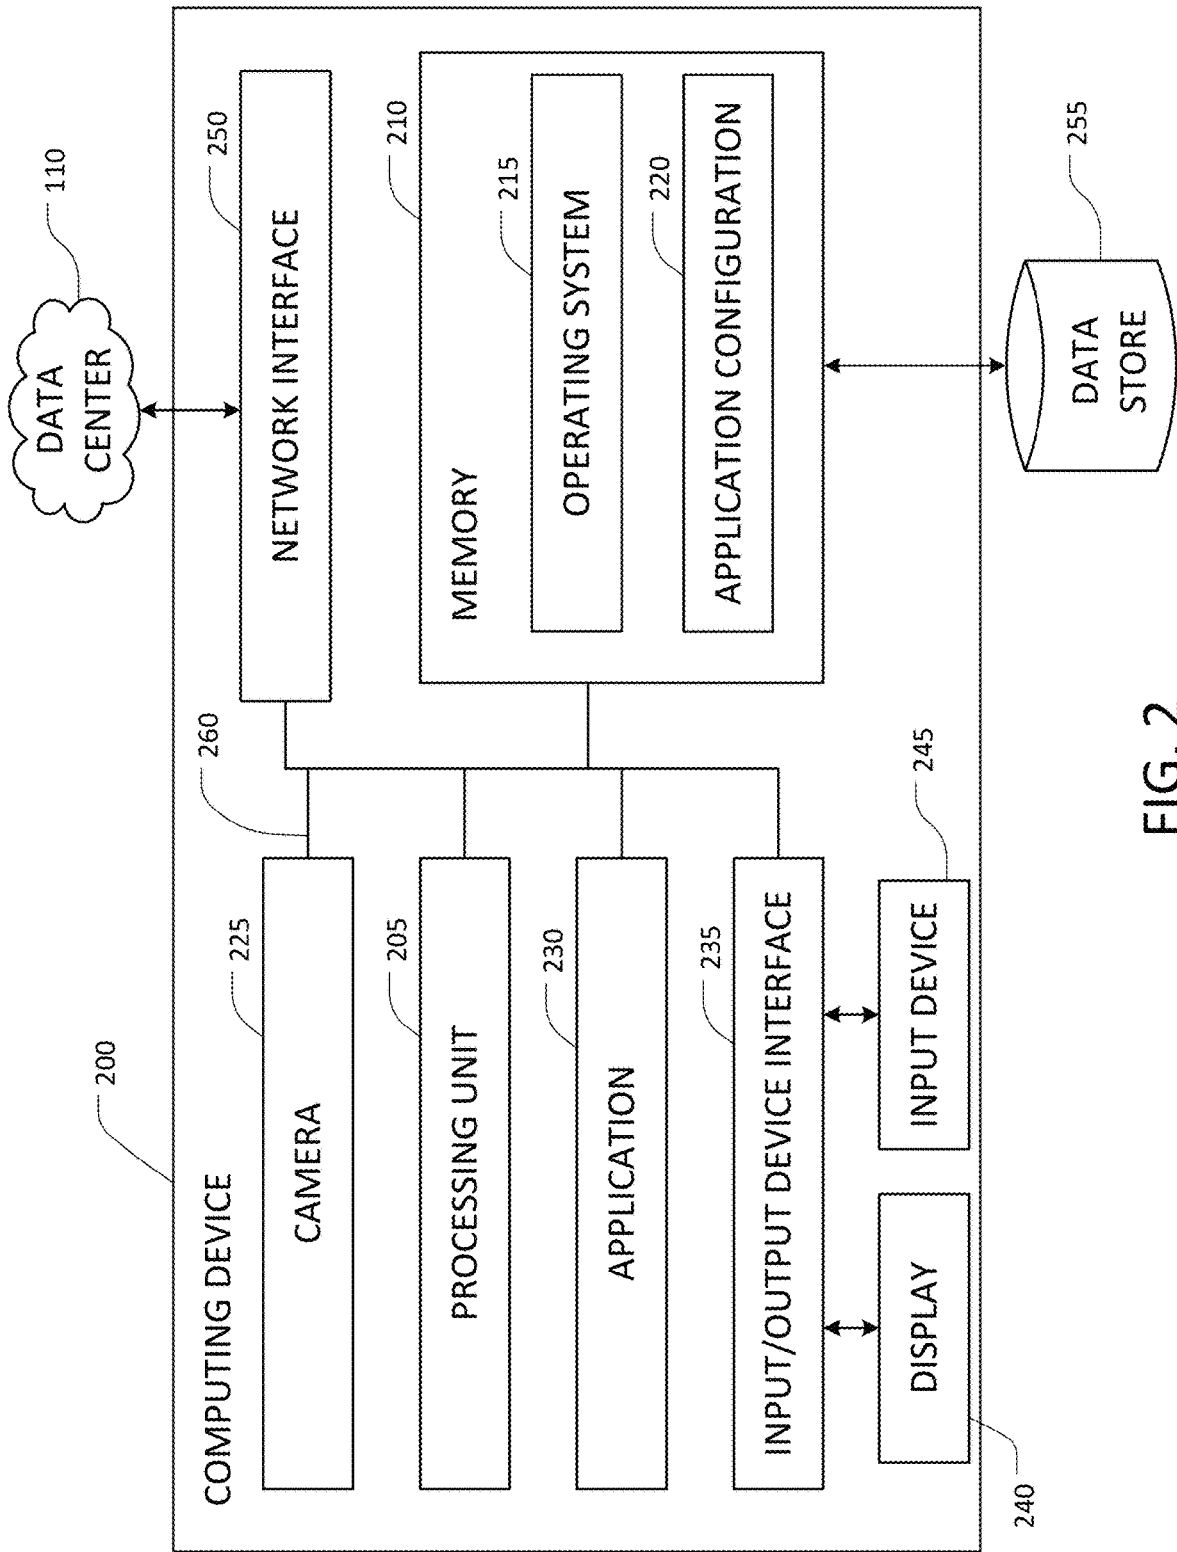 110
DATA
CENTER
200
COMPUTING DEVICE
225
CAMERA
205
PROCESSING UNIT
230
APPLICATION
235
INPUT/OUTPUT DEVICE INTERFACE
240
DISPLAY
245
INPUT DEVICE
260
250
NETWORK INTERFACE
210
MEMORY
215
OPERATING SYSTEM
220
APPLICATION CONFIGURATION
255
DATA
STORE
FIG. 2